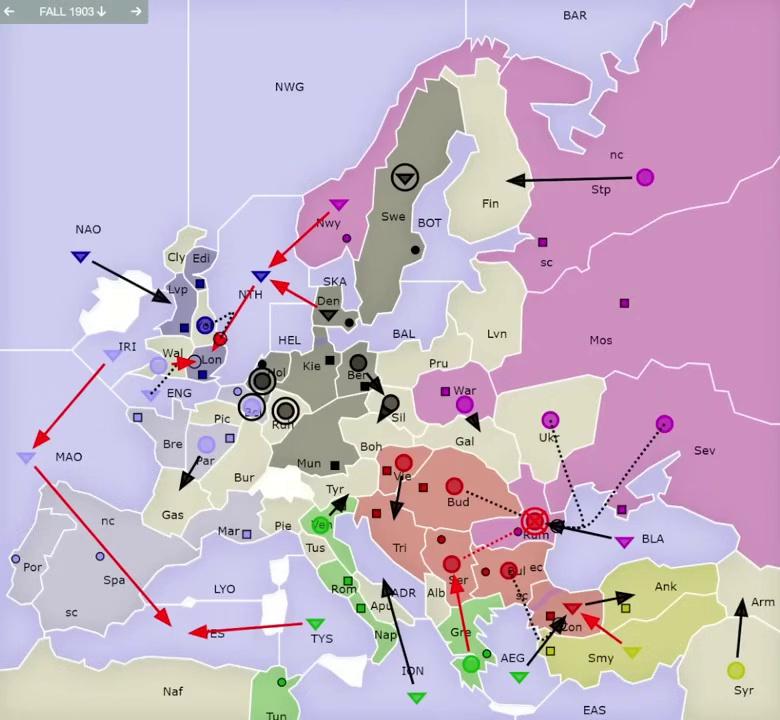 FALL 1903
BAR
NWG
nc
Stp
Fin
Nwy
Swe
BOT
NAO
Cly
Edi
sc
Lvp
NTH
SKA
Den
Lvn
Mos
IRI
HEL
BAL
Wal
Lon
Hol
Kie
Ber
Pru
ENG
War
Pic
Ruh
Sil
Ukr
Sev
Bre
Gal
MAO
Par
Boh
Mun
Vie
Bur
Tyr
Bud
Gas
nc
Mar
Pie
Ven
Tri
Rum
BLA
Tus
Por
Spa
Ser
Bul
ec
LYO
Rom
ADR
Alb
sc
Ank
Arm
sc
Apu
Con
Nap
Gre
TYS
Smy
ION
AEG
Naf
Syr
Tun
EAS